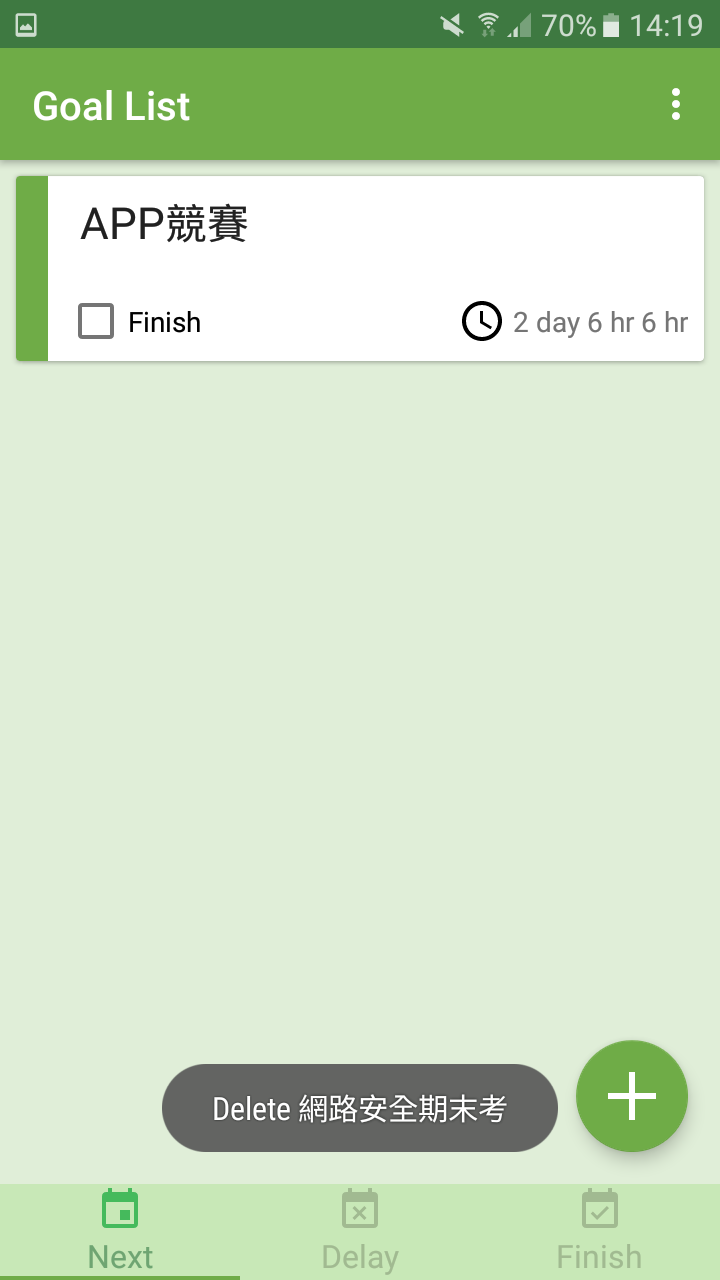 70% 14:19
Goal List
APP競賽
Finish 2 day 6 hr 6 hr
Delete 網路安全期末考
Next Delay Finish